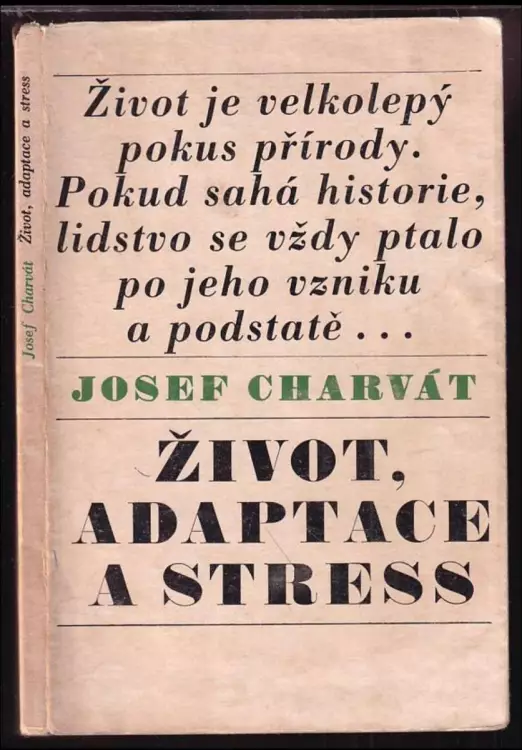 Josef Charvát Život, adaptace a stress
Život je velkolepý
pokus přírody.
Pokud sahá historie,
lidstvo se vždy ptalo
po jeho vzniku
a podstatě . . .
JOSEF CHARVÁT
ŽIVOT,
ADAPTACE
A STRESS